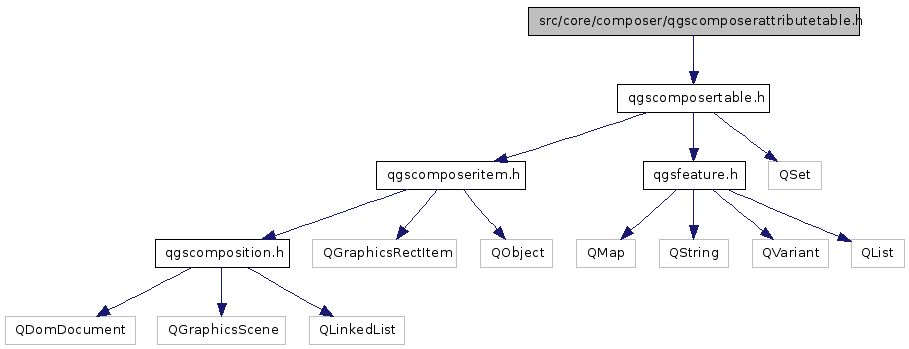 src/core/composer/qgscomposerattributetable.h
qgscomposertable.h
qgscomposeritem.h
qgsfeature.h
QSet
qgscomposition.h
QGraphicsRectItem
QObject
QMap
QString
QVariant
QList
QDomDocument
QGraphicsScene
QLinkedList